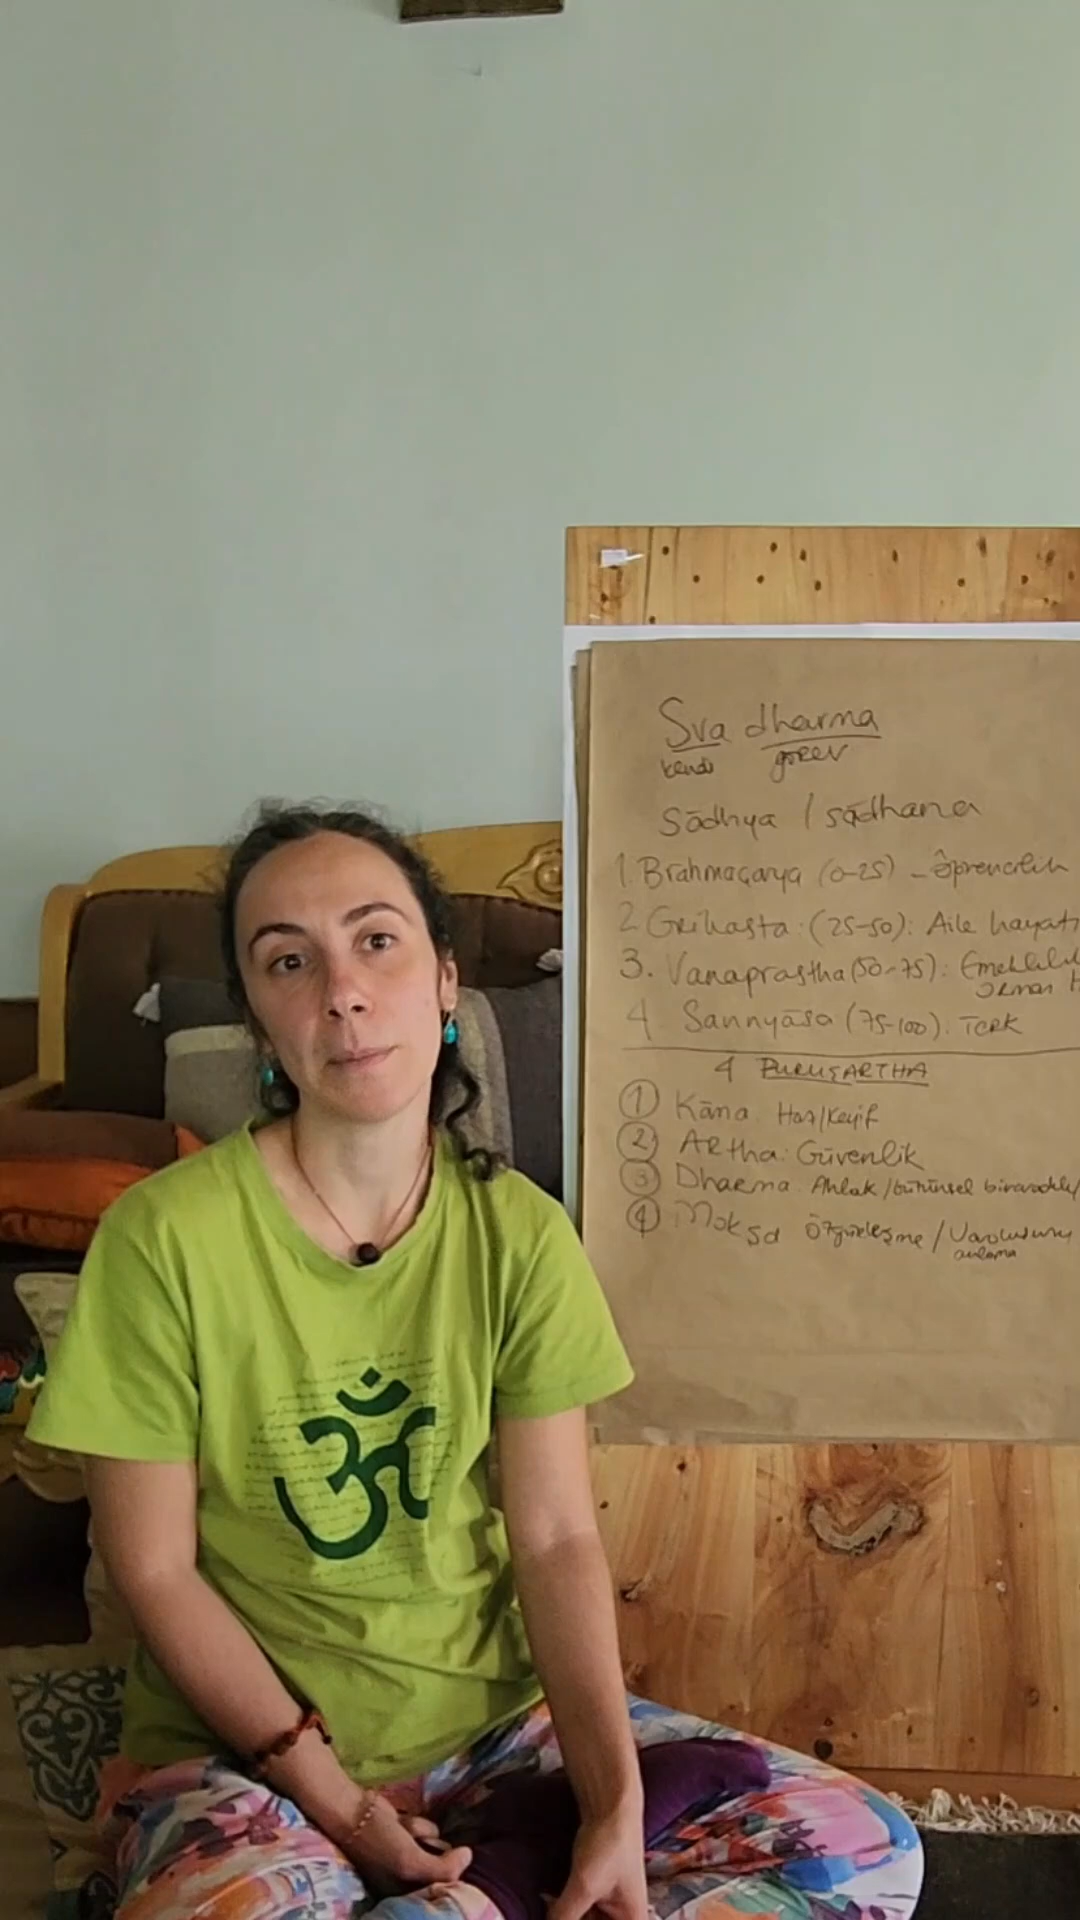 Sva dharma
kendi görev
Sādhya / sādhana
1. Brahmaçarya (0-25) - Öğrencilik
2 Grihasta: (25-50): Aile hayatı
3. Vanaprastha (50-75): Emeklilik
orman
4 Sannyāsa (75-100): Terk
4 PURUŞARTHA
1 Kāma: Haz/Keyif
2 Artha: Güvenlik
3 Dharma: Ahlak / bütünsel
4 Mokşa Özgürleşme / Varoluşunu
anlama
ॐ